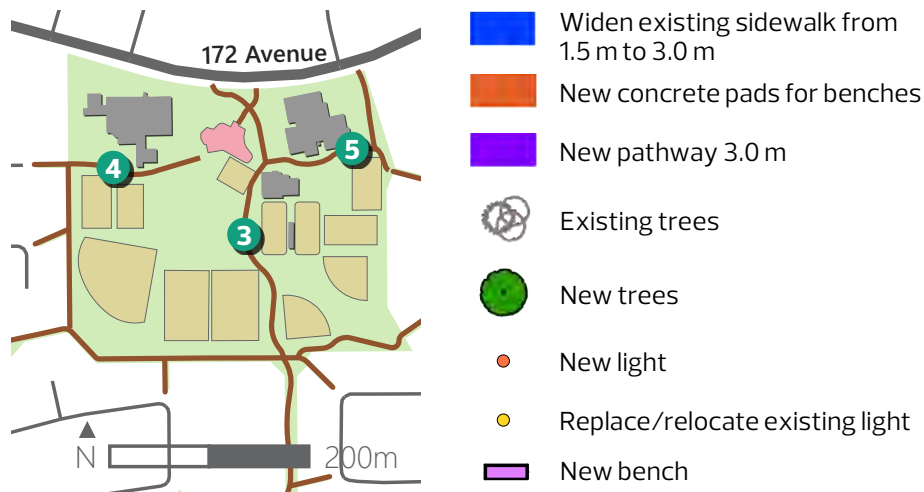 172 Avenue
4
5
3
N
200m
Widen existing sidewalk from
1.5 m to 3.0 m
New concrete pads for benches
New pathway 3.0 m
Existing trees
New trees
New light
Replace/relocate existing light
New bench